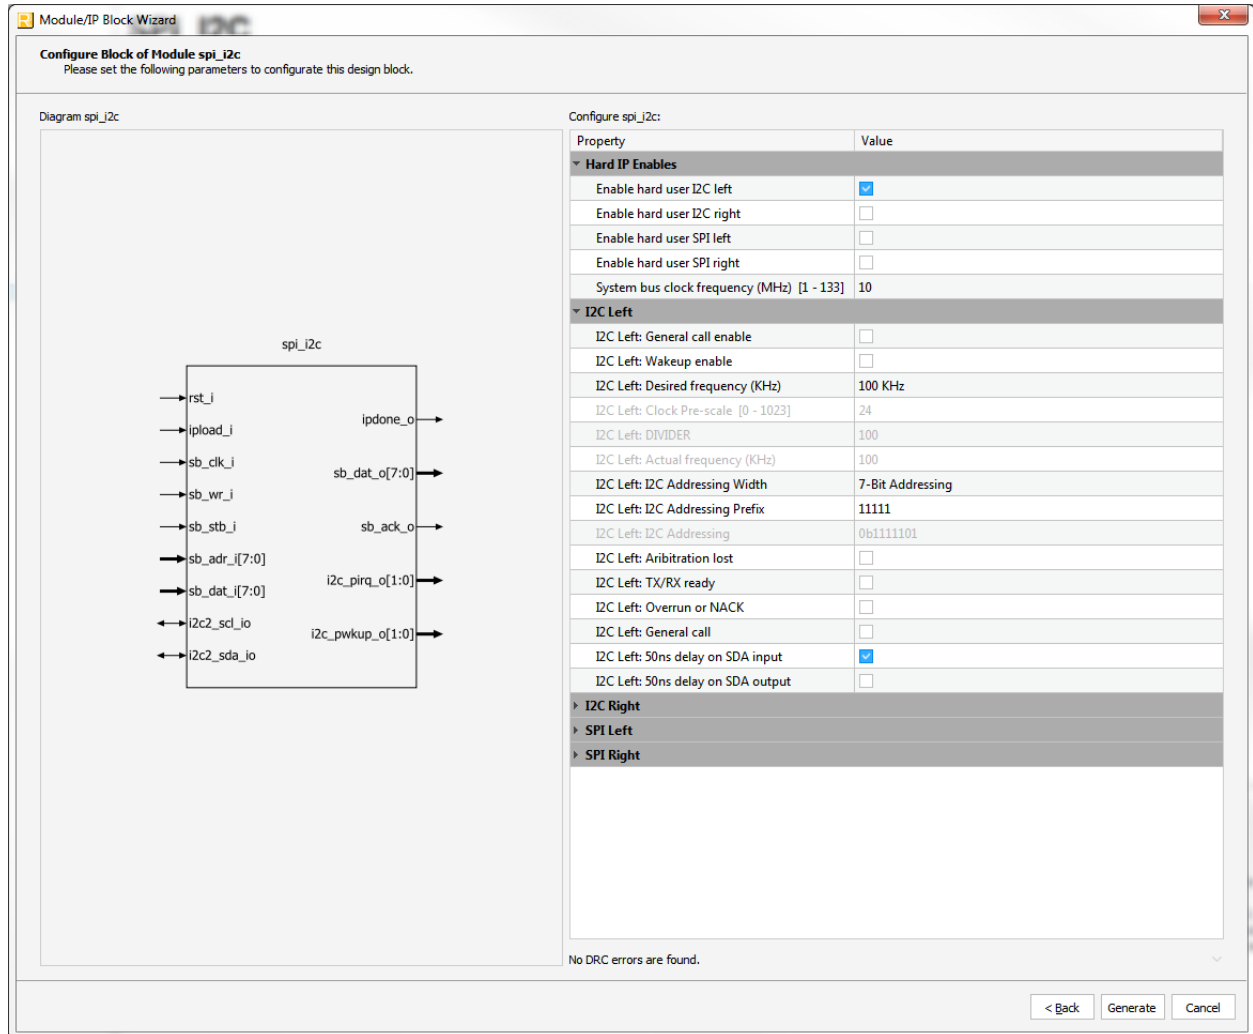 Module/IP Block Wizard
SPI_I2C
Configure Block of Module spi_i2c
Please set the following parameters to configurate this design block.
Diagram spi_i2c
spi_i2c
rst_i
ipload_i
sb_clk_i
sb_wr_i
sb_stb_i
sb_adr_i[7:0]
sb_dat_i[7:0]
i2c2_scl_io
i2c2_sda_io
ipdone_o
sb_dat_o[7:0]
sb_ack_o
i2c_pirq_o[1:0]
i2c_pwkup_o[1:0]
Configure spi_i2c:
Property Value
Hard IP Enables
Enable hard user I2C left
Enable hard user I2C right
Enable hard user SPI left
Enable hard user SPI right
System bus clock frequency (MHz) [1 - 133] 10
I2C Left
I2C Left: General call enable
I2C Left: Wakeup enable
I2C Left: Desired frequency (KHz) 100 KHz
I2C Left: Clock Pre-scale [0 - 1023] 24
I2C Left: DIVIDER 100
I2C Left: Actual frequency (KHz) 100
I2C Left: I2C Addressing Width 7-Bit Addressing
I2C Left: I2C Addressing Prefix 11111
I2C Left: I2C Addressing 0b1111101
I2C Left: Aribitration lost
I2C Left: TX/RX ready
I2C Left: Overrun or NACK
I2C Left: General call
I2C Left: 50ns delay on SDA input
I2C Left: 50ns delay on SDA output
I2C Right
SPI Left
SPI Right
No DRC errors are found.
< Back Generate Cancel